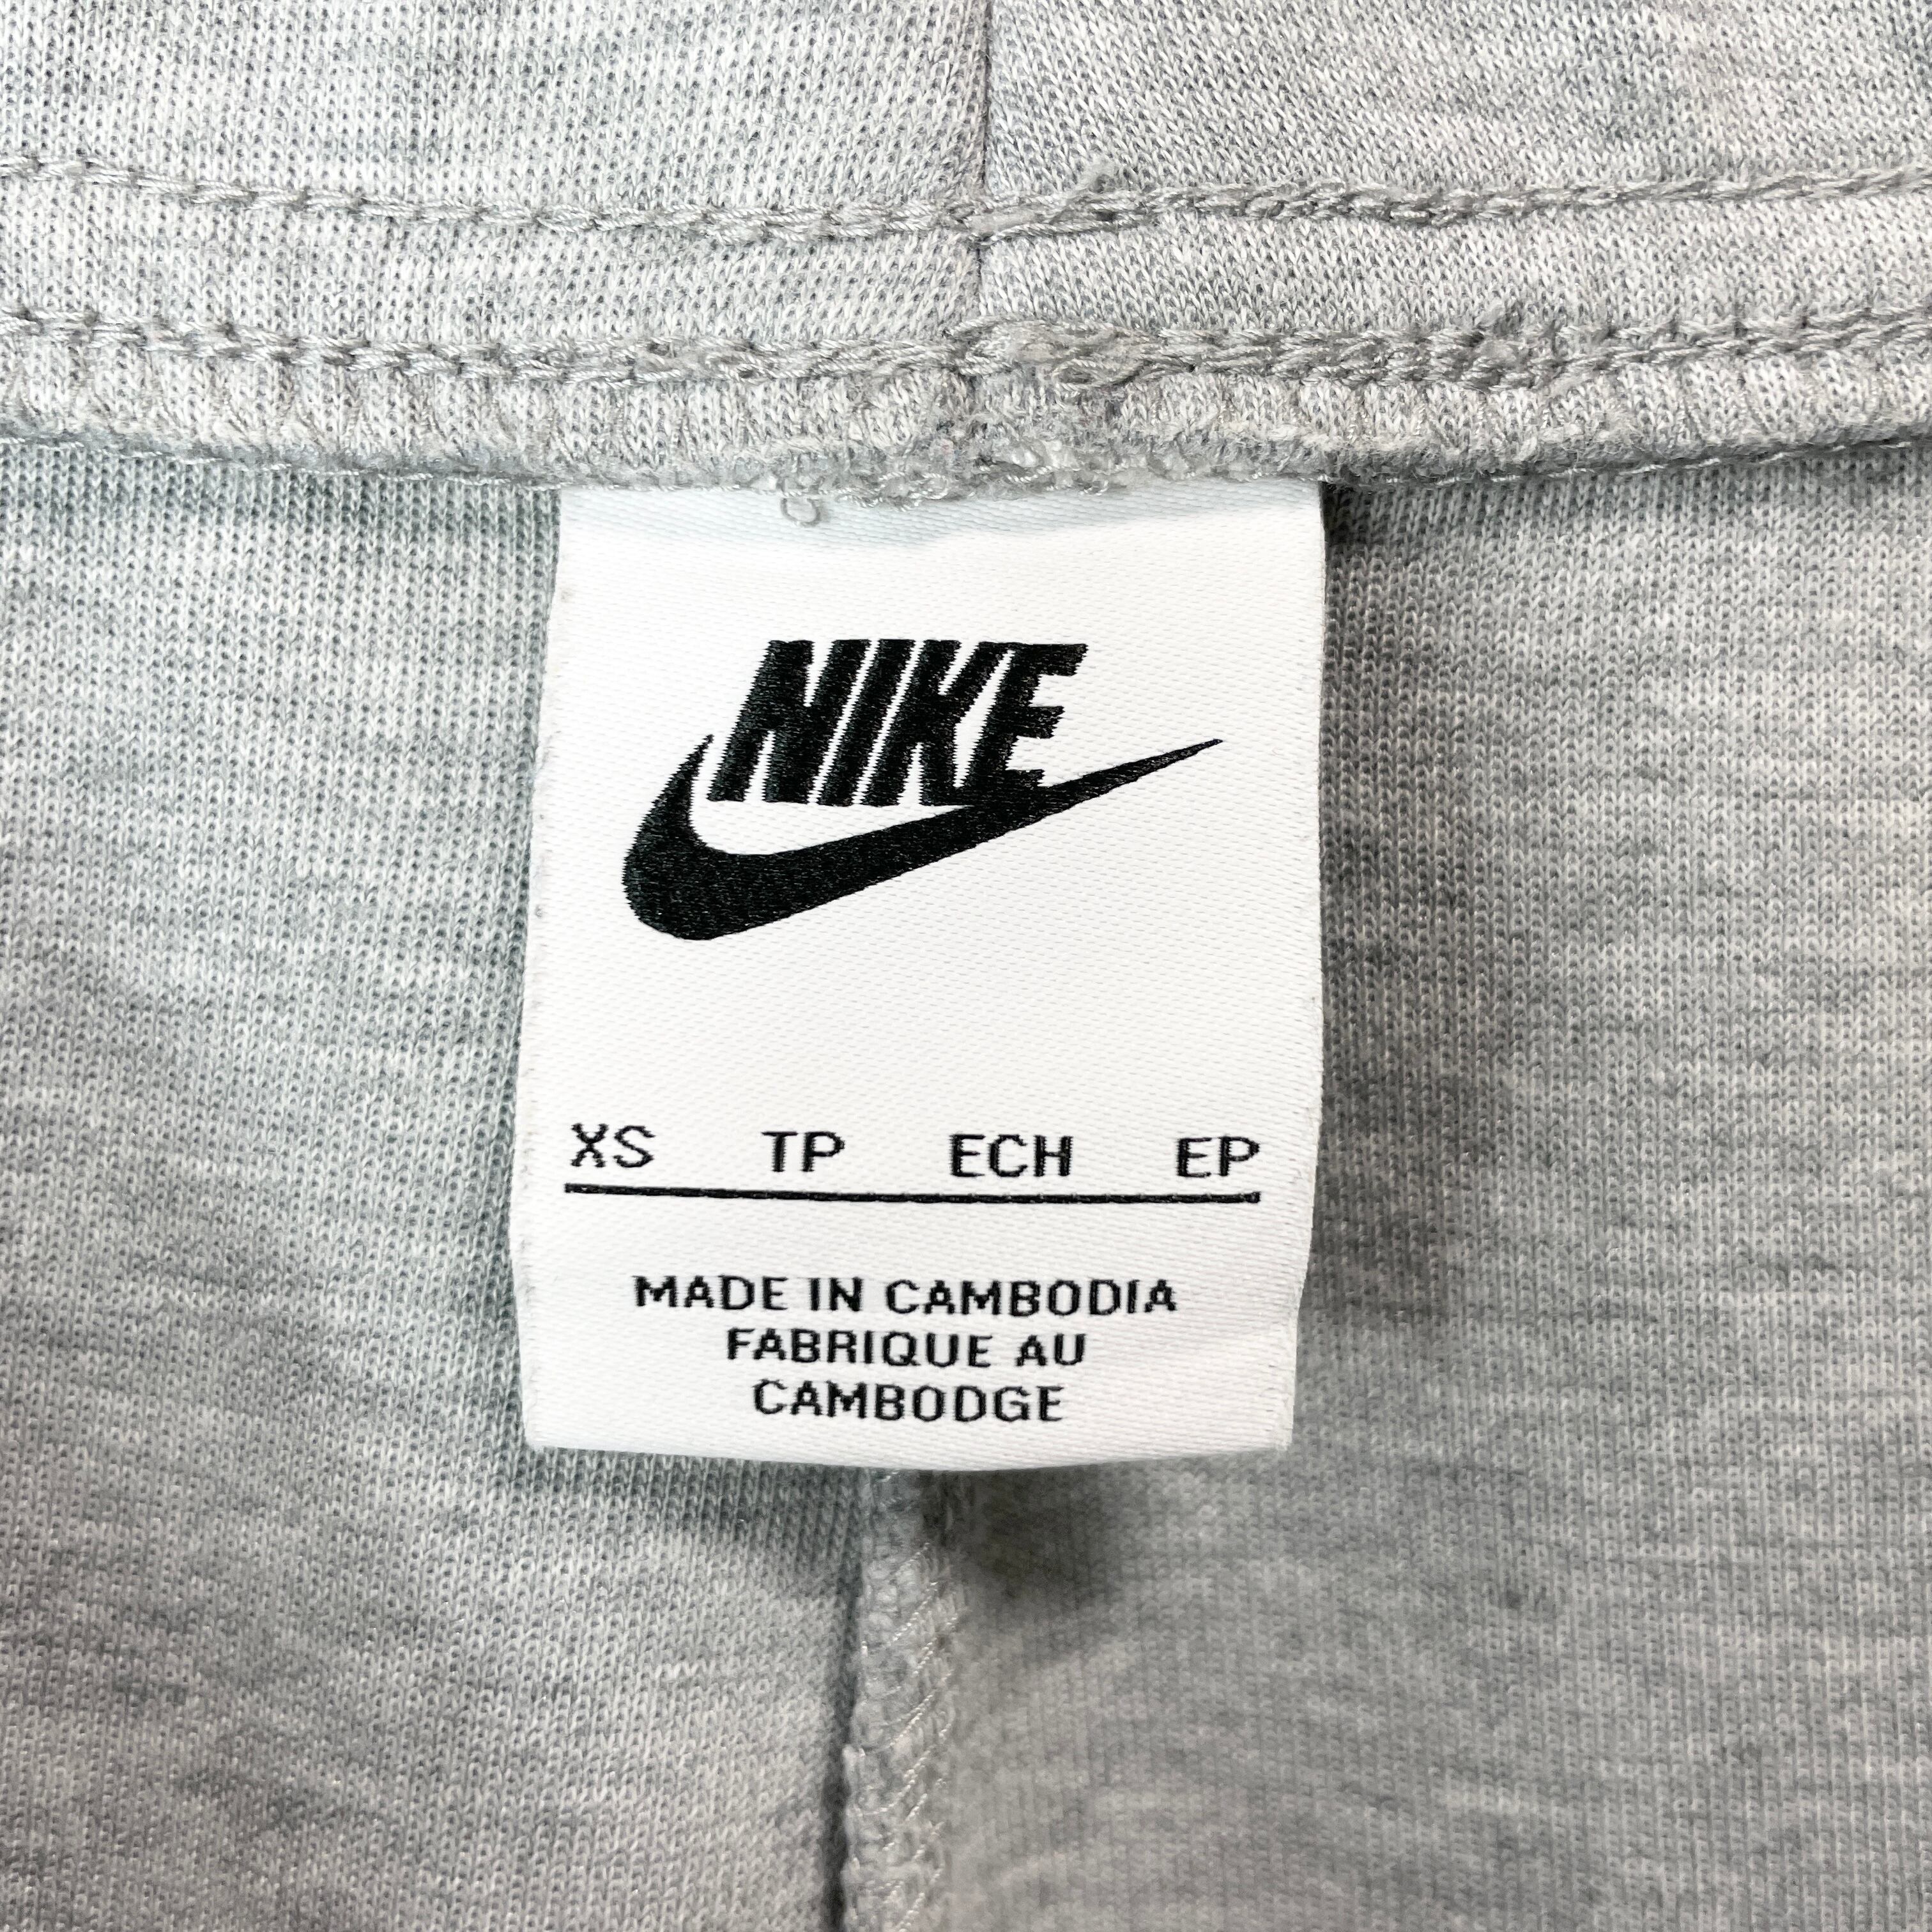 NIKE
XS TP ECH EP
MADE IN CAMBODIA
FABRIQUE AU
CAMBODGE